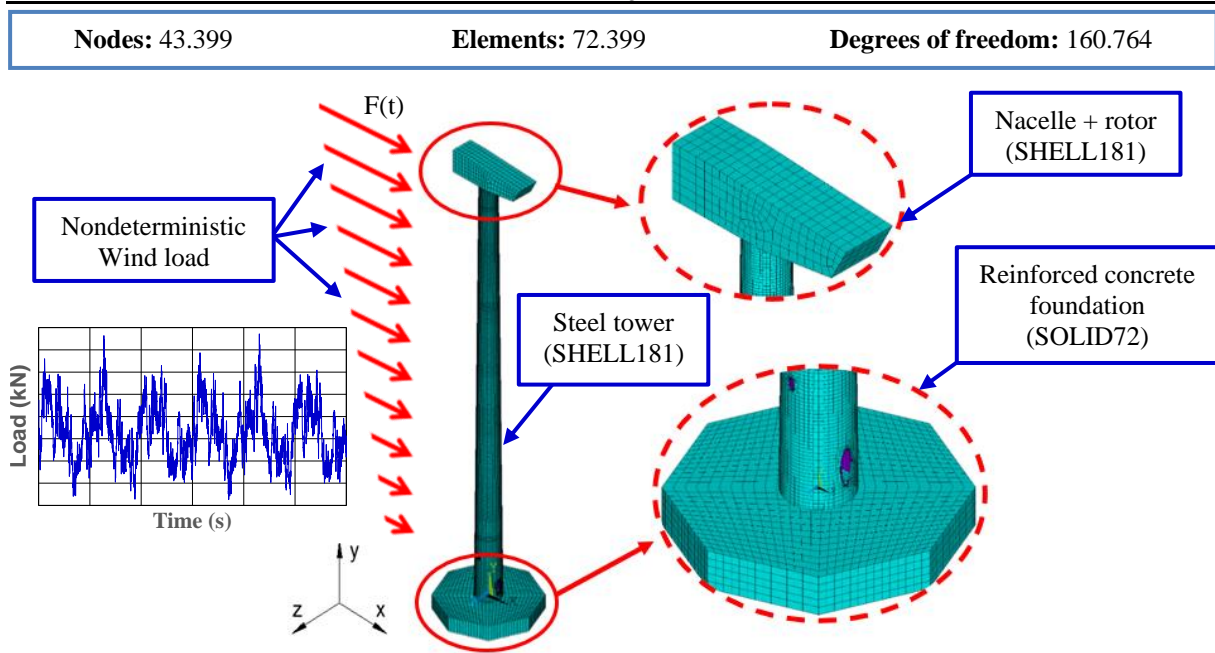 Nodes: 43.399 Elements: 72.399 Degrees of freedom: 160.764
F(t)
Nacelle + rotor
(SHELL181)
Nondeterministic
Wind load
Reinforced concrete
foundation
(SOLID72)
Steel tower
(SHELL181)
Load (kN)
Time (s)
y
z
x